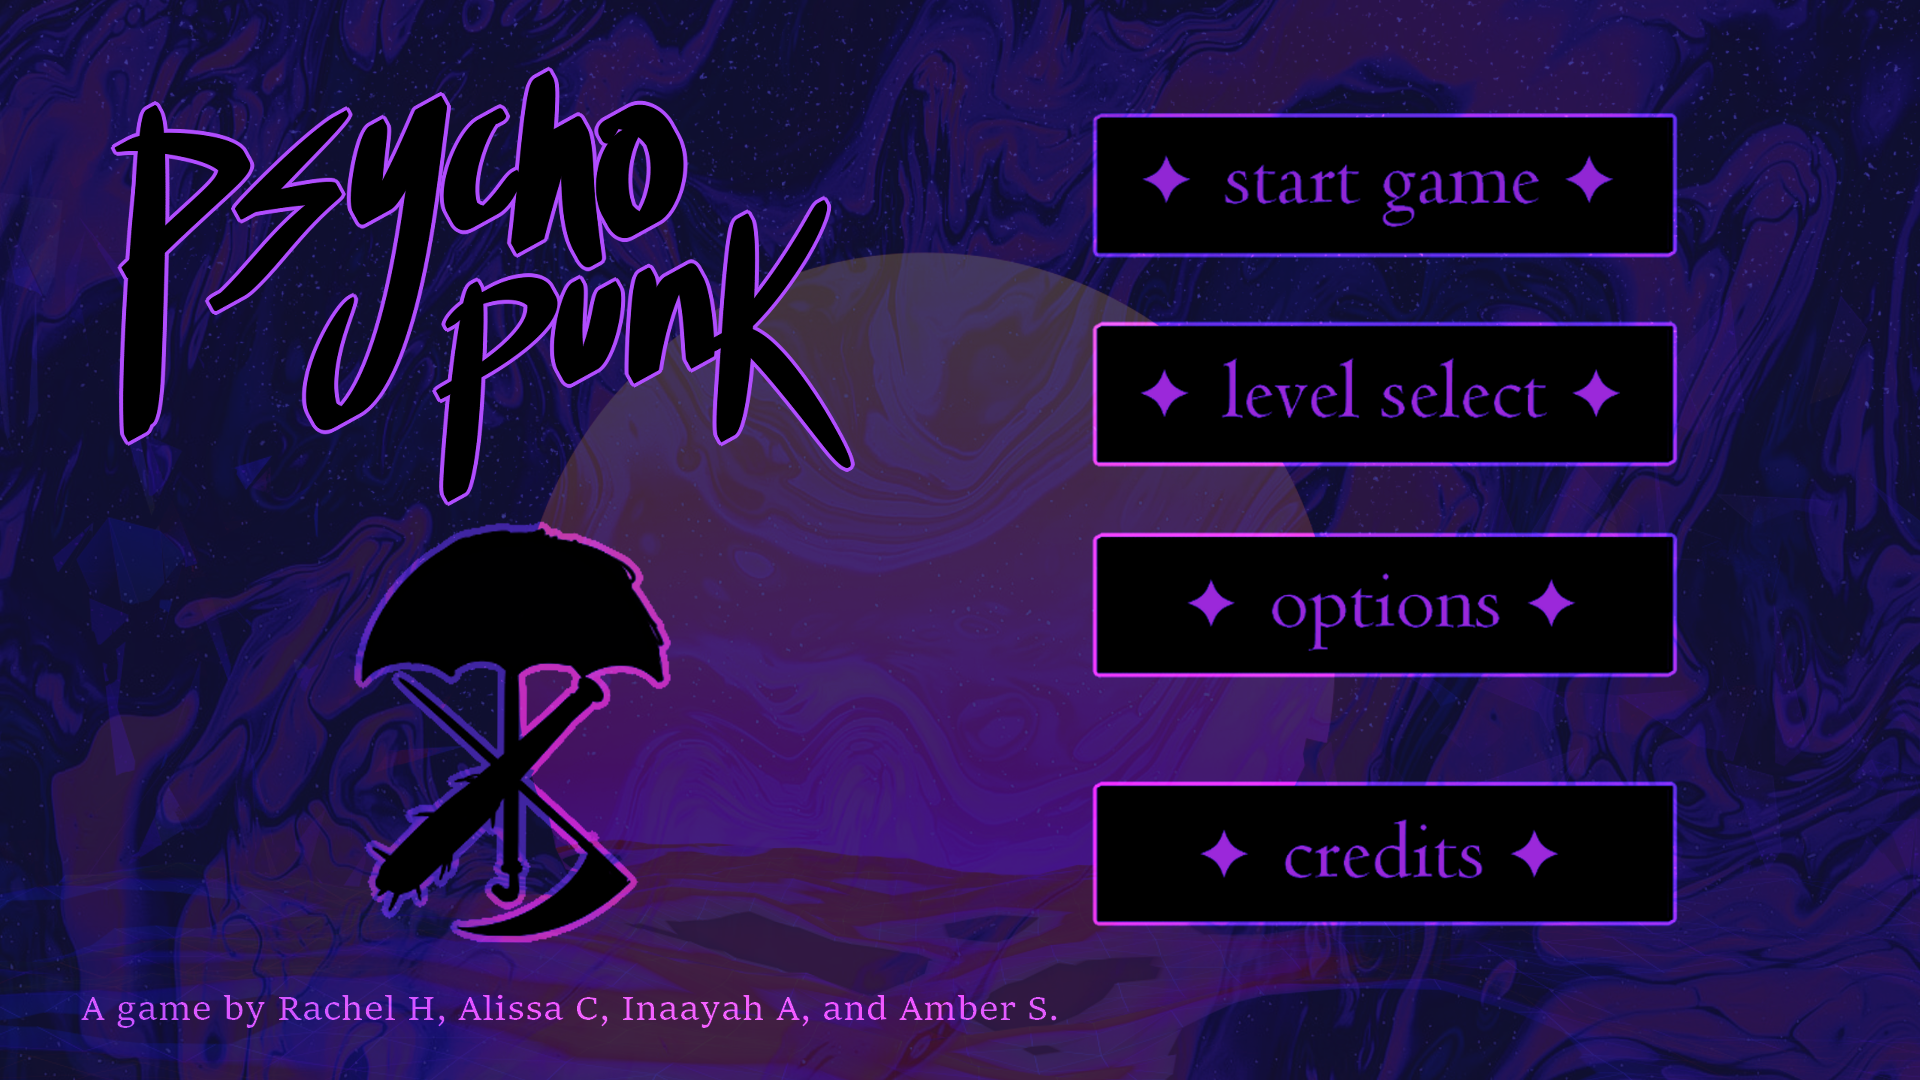 Psycho
punk
✦ start game ✦
✦ level select ✦
✦ options ✦
✦ credits ✦
A game by Rachel H, Alissa C, Inaayah A, and Amber S.